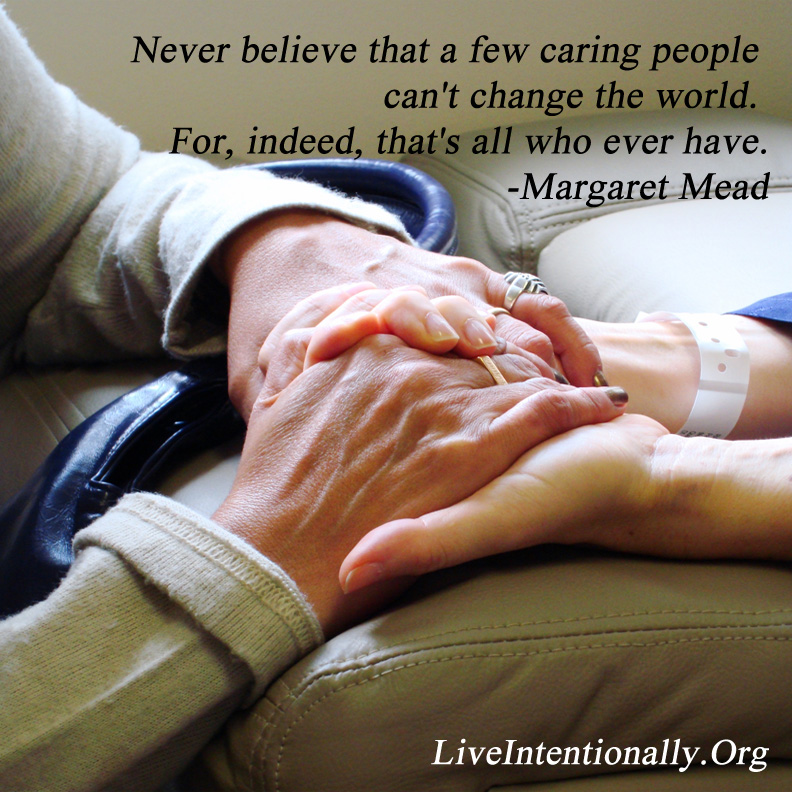 Never believe that a few caring people
can't change the world.
For, indeed, that's all who ever have.
-Margaret Mead
LiveIntentionally.Org